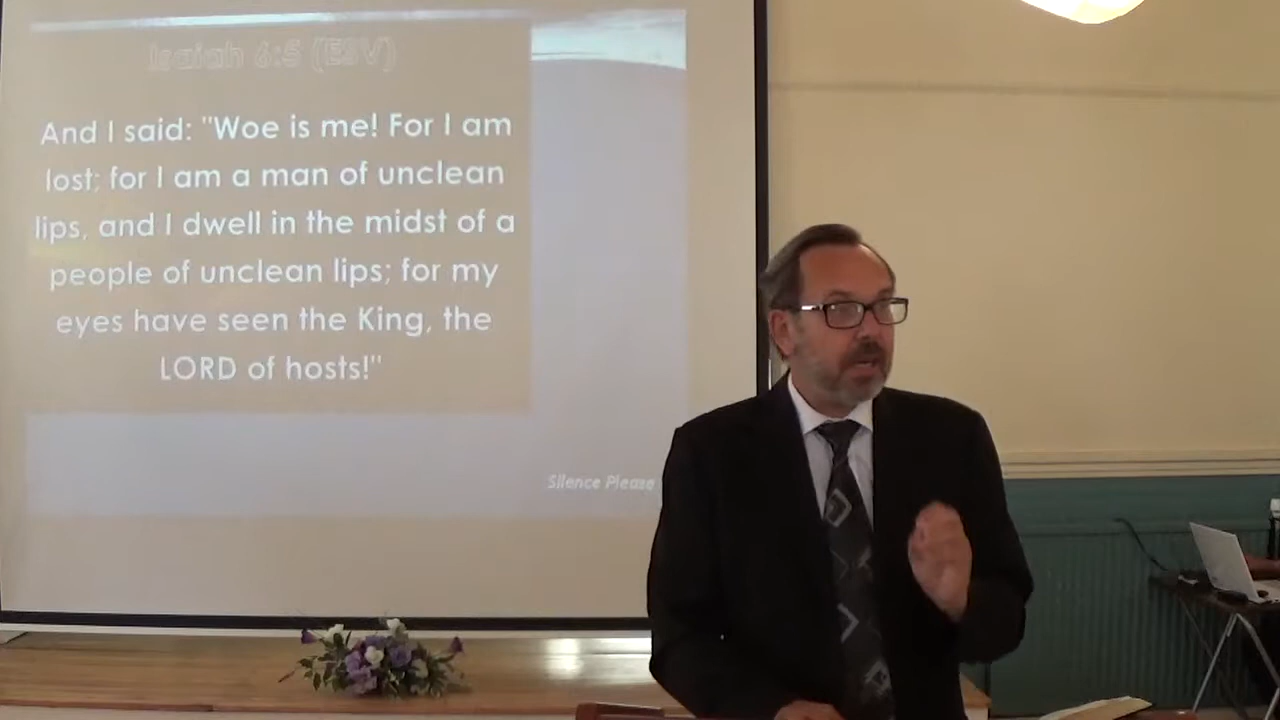 Isaiah 6:5 (ESV)
And I said: "Woe is me! For I am
lost; for I am a man of unclean
lips, and I dwell in the midst of a
people of unclean lips; for my
eyes have seen the King, the
LORD of hosts!"
Silence Please